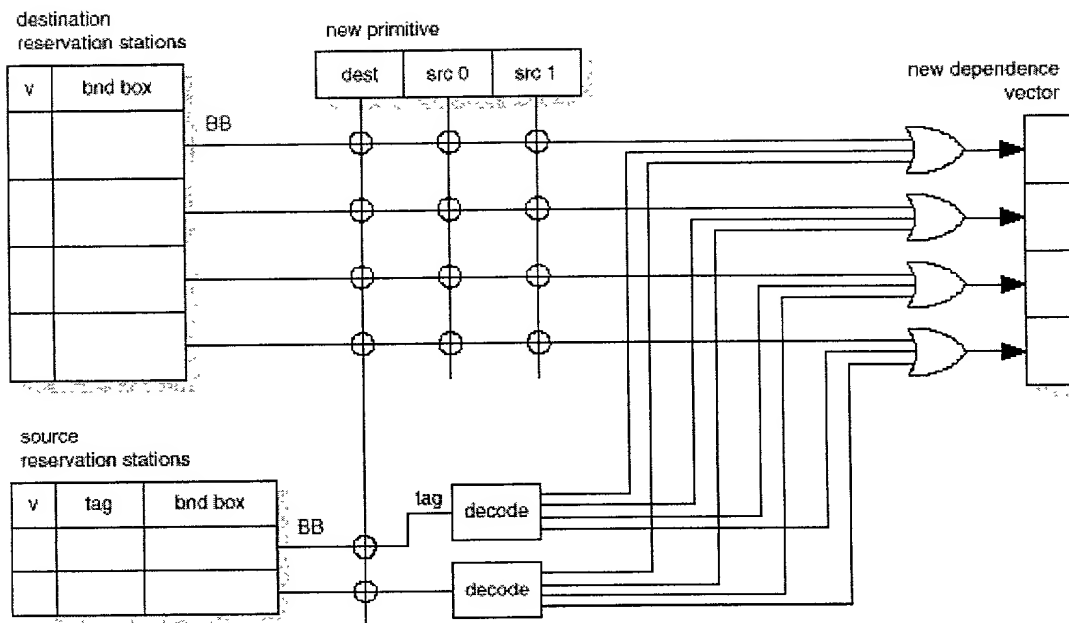 destination
reservation stations
new primitive
v bnd box
dest src 0 src 1
new dependence
vector
BB
source
reservation stations
v tag bnd box
BB
tag
decode
decode